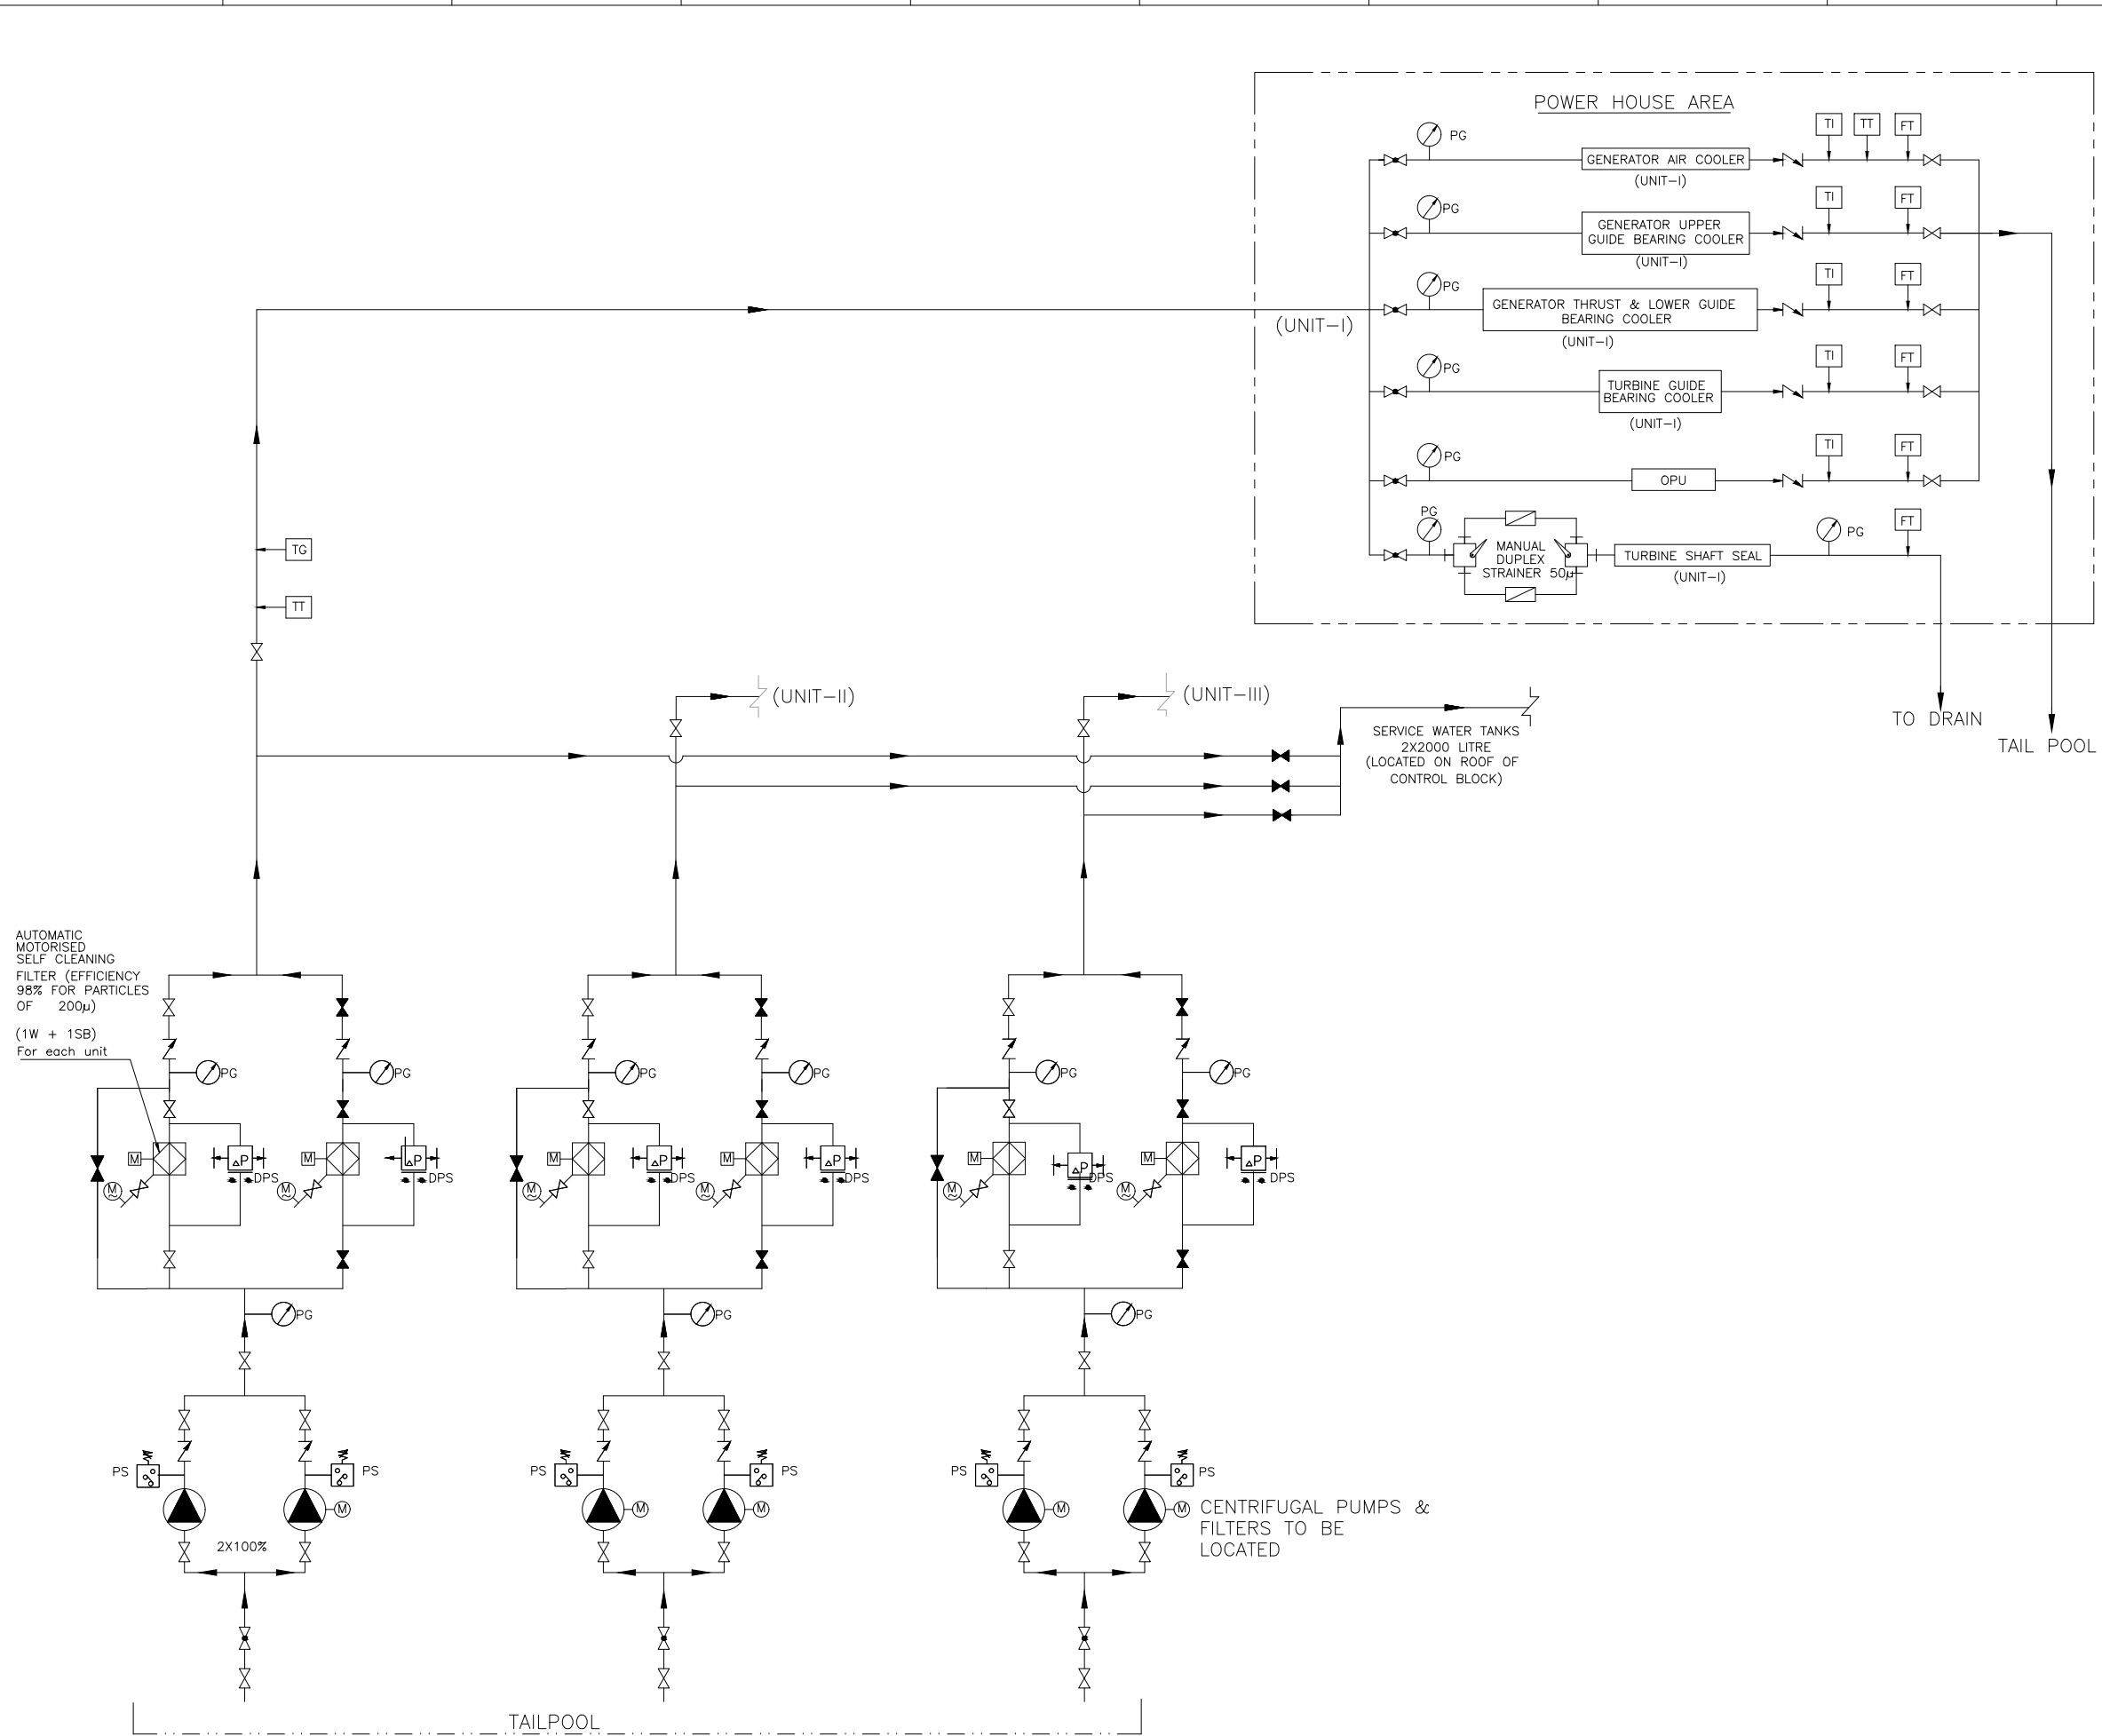 POWER HOUSE AREA
PG
TI
TT
FT
GENERATOR AIR COOLER
(UNIT-I)
PG
TI
FT
GENERATOR UPPER
GUIDE BEARING COOLER
(UNIT-I)
PG
TI
FT
(UNIT-I)
GENERATOR THRUST & LOWER GUIDE
BEARING COOLER
(UNIT-I)
PG
TI
FT
TURBINE GUIDE
BEARING COOLER
(UNIT-I)
PG
TI
FT
OPU
PG
MANUAL
DUPLEX
STRAINER 50µ
TURBINE SHAFT SEAL
(UNIT-I)
PG
FT
TG
TT
(UNIT-II)
(UNIT-III)
TO DRAIN
TAIL POOL
SERVICE WATER TANKS
2X2000 LITRE
(LOCATED ON ROOF OF
CONTROL BLOCK)
AUTOMATIC
MOTORISED
SELF CLEANING
FILTER (EFFICIENCY
98% FOR PARTICLES
OF 200µ)
(1W + 1SB)
For each unit
PG
PG
PG
PG
PG
PG
M
△P
DPS
M
△P
DPS
M
△P
DPS
M
△P
DPS
M
△P
DPS
M
△P
DPS
M
M
M
M
M
M
PG
PG
PG
PS
PS
PS
PS
PS
PS
M
M
M
M
M
2X100%
CENTRIFUGAL PUMPS &
FILTERS TO BE
LOCATED
TAILPOOL